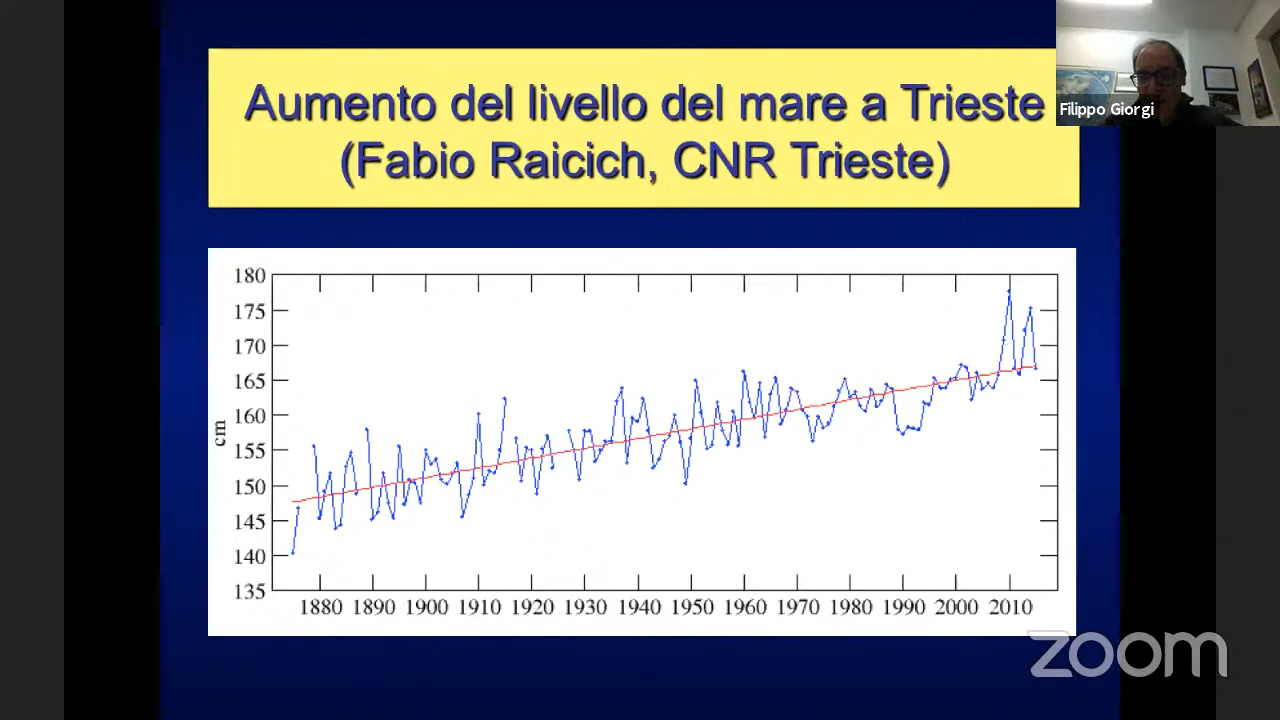 Aumento del livello del mare a Trieste
(Fabio Raicich, CNR Trieste)
Filippo Giorgi
180
175
170
165
160
155
150
145
140
135
cm
1880 1890 1900 1910 1920 1930 1940 1950 1960 1970 1980 1990 2000 2010
zoom